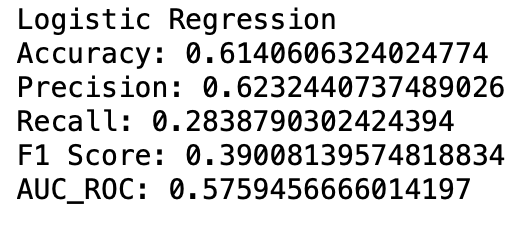 Logistic Regression
Accuracy: 0.6140606324024774
Precision: 0.6232440737489026
Recall: 0.2838790302424394
F1 Score: 0.39008139574818834
AUC_ROC: 0.5759456666014197